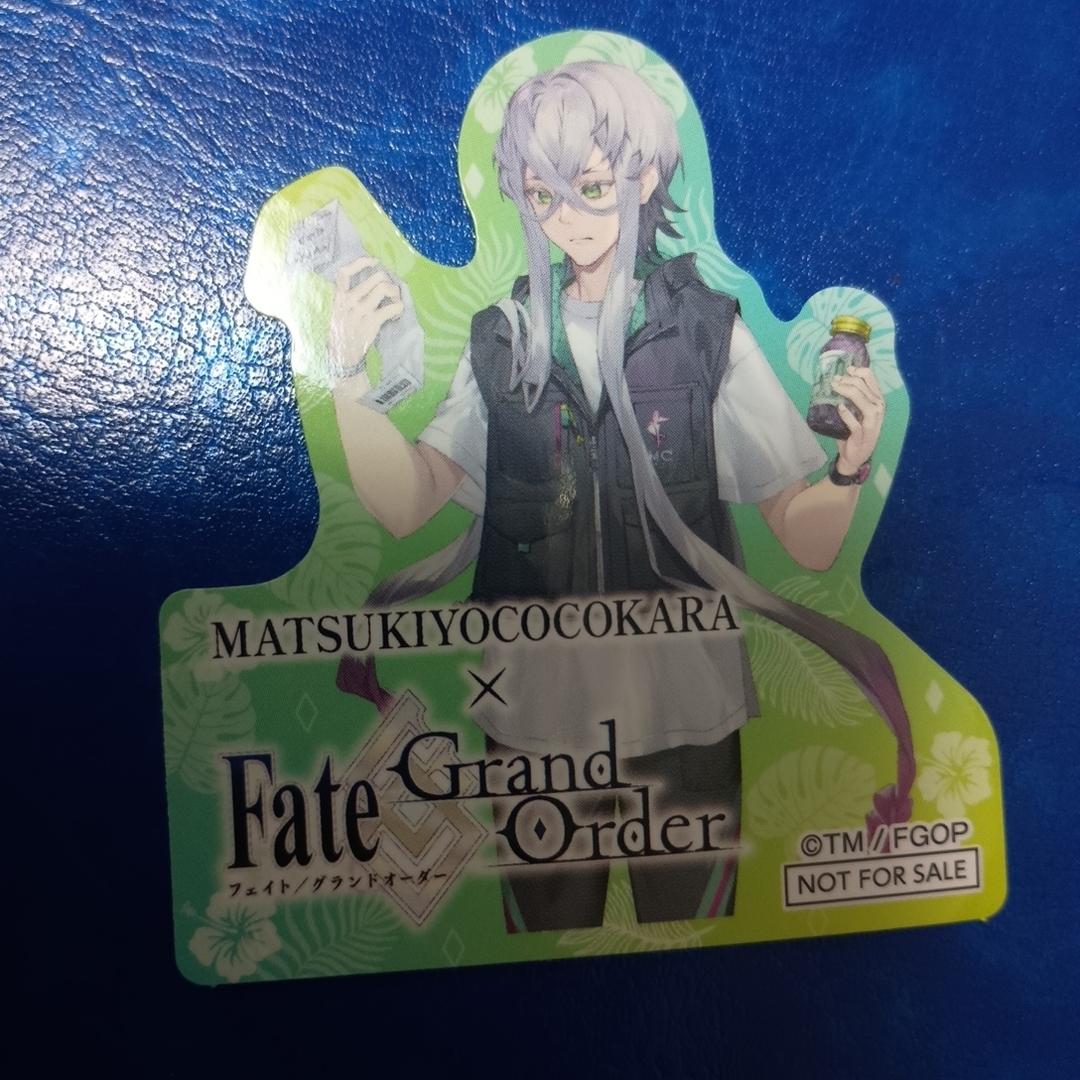 MC
MATSUKIYOCOCOKARA
×
Fate Grand Order
フェイト/グランドオーダー
©TM / FGOP
NOT FOR SALE